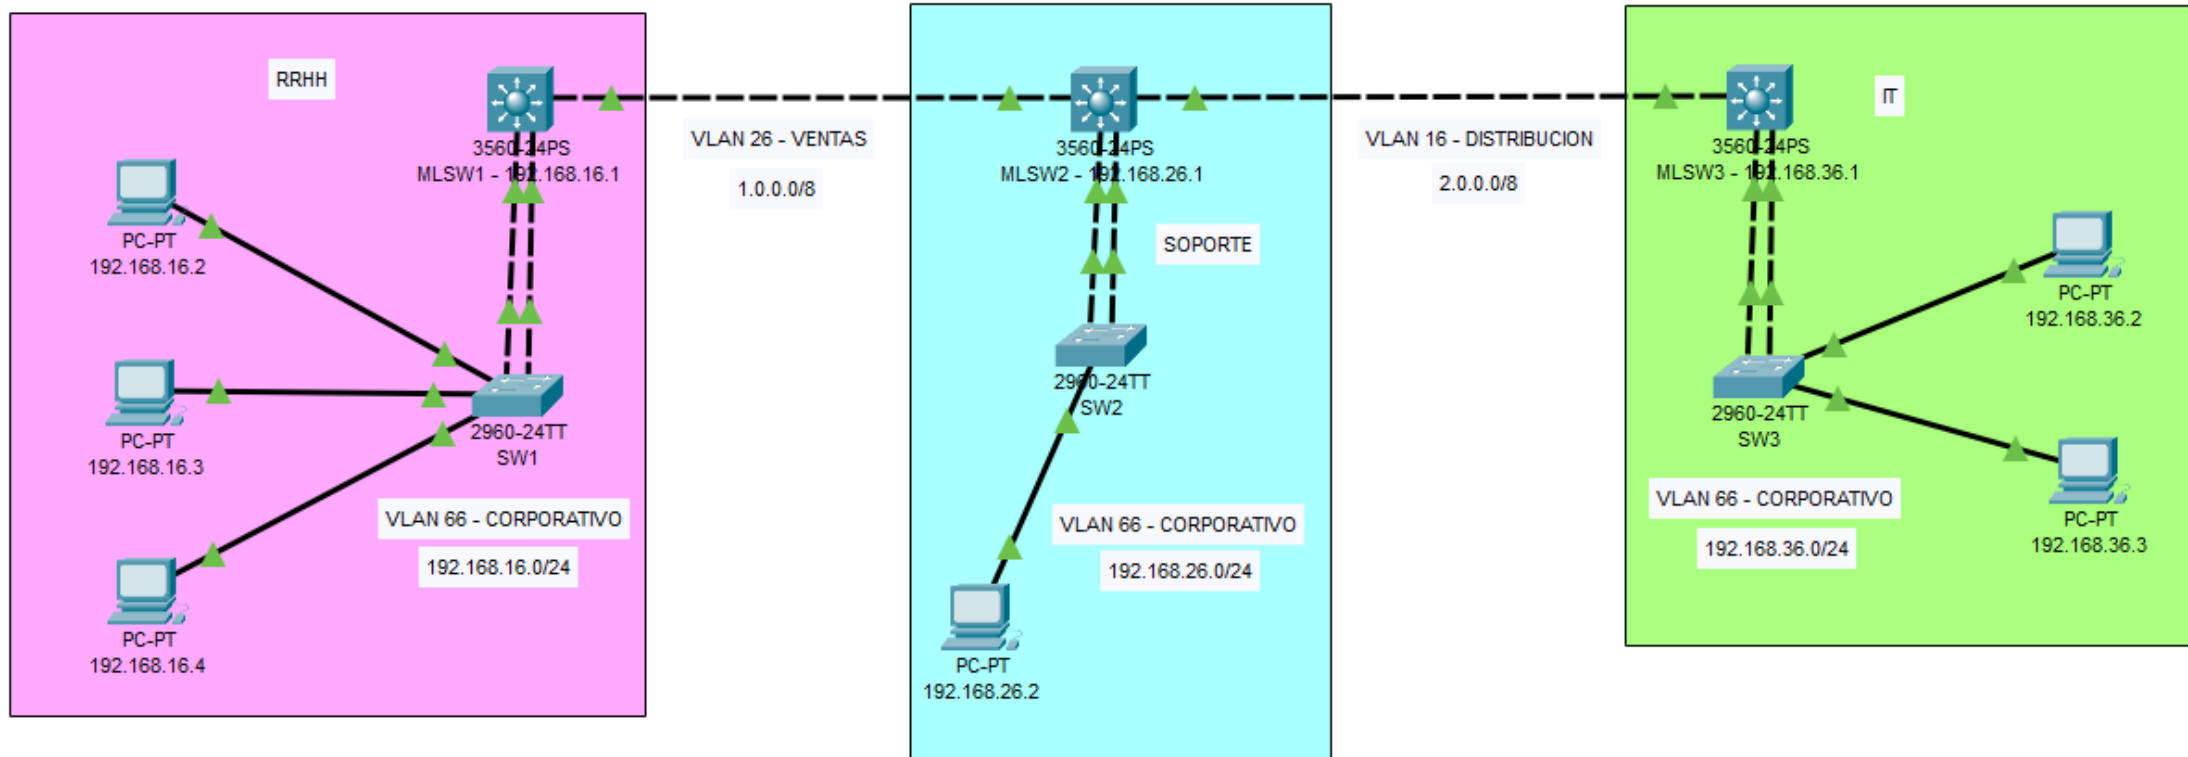 RRHH
3560-24PS
MLSW1 - 192.168.16.1
PC-PT
192.168.16.2
PC-PT
192.168.16.3
PC-PT
192.168.16.4
2960-24TT
SW1
VLAN 66 - CORPORATIVO
192.168.16.0/24
VLAN 26 - VENTAS
1.0.0.0/8
3560-24PS
MLSW2 - 192.168.26.1
SOPORTE
2960-24TT
SW2
VLAN 66 - CORPORATIVO
192.168.26.0/24
PC-PT
192.168.26.2
VLAN 16 - DISTRIBUCION
2.0.0.0/8
IT
3560-24PS
MLSW3 - 192.168.36.1
PC-PT
192.168.36.2
2960-24TT
SW3
VLAN 66 - CORPORATIVO
192.168.36.0/24
PC-PT
192.168.36.3